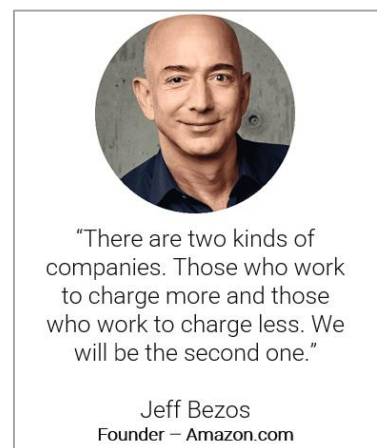 “There are two kinds of
companies. Those who work
to charge more and those
who work to charge less. We
will be the second one.”
Jeff Bezos
Founder – Amazon.com